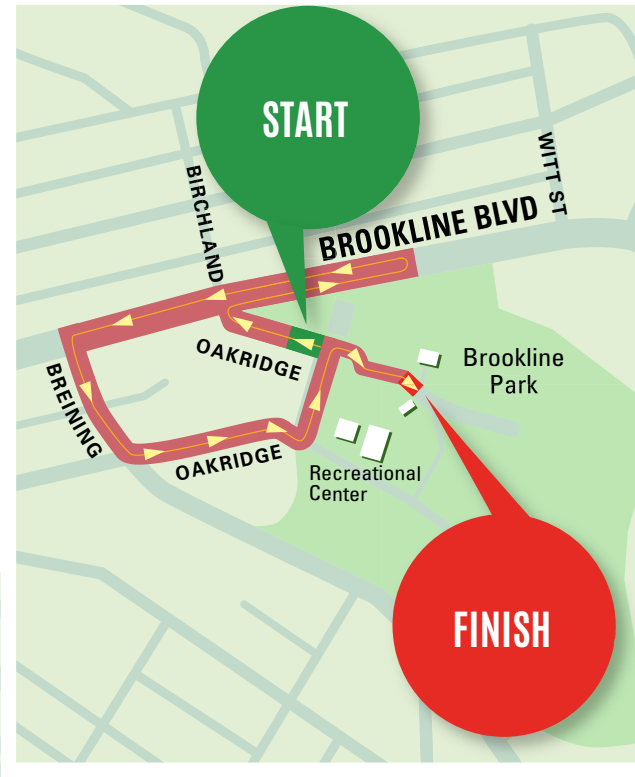 START
WITT ST
BIRCHLAND
BROOKLINE BLVD
OAKRIDGE
Brookline
Park
BREINING
OAKRIDGE
Recreational
Center
FINISH